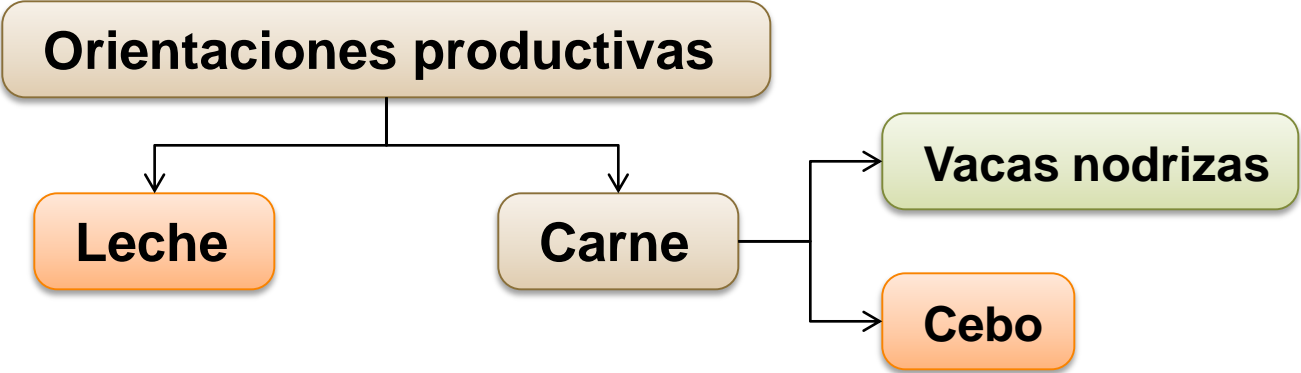 Orientaciones productivas
Leche
Carne
Vacas nodrizas
Cebo